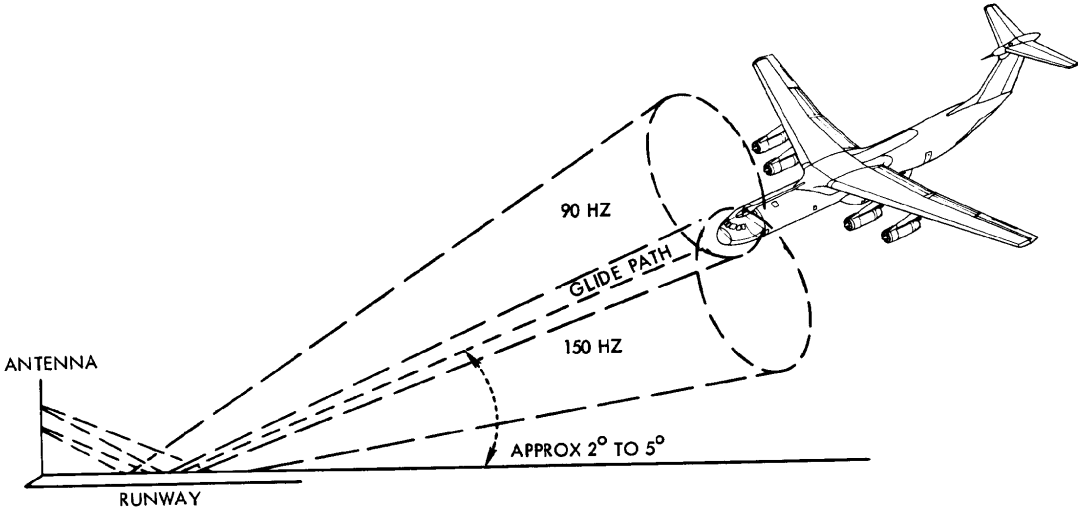 90 HZ
GLIDE PATH
150 HZ
ANTENNA
APPROX 2° TO 5°
RUNWAY